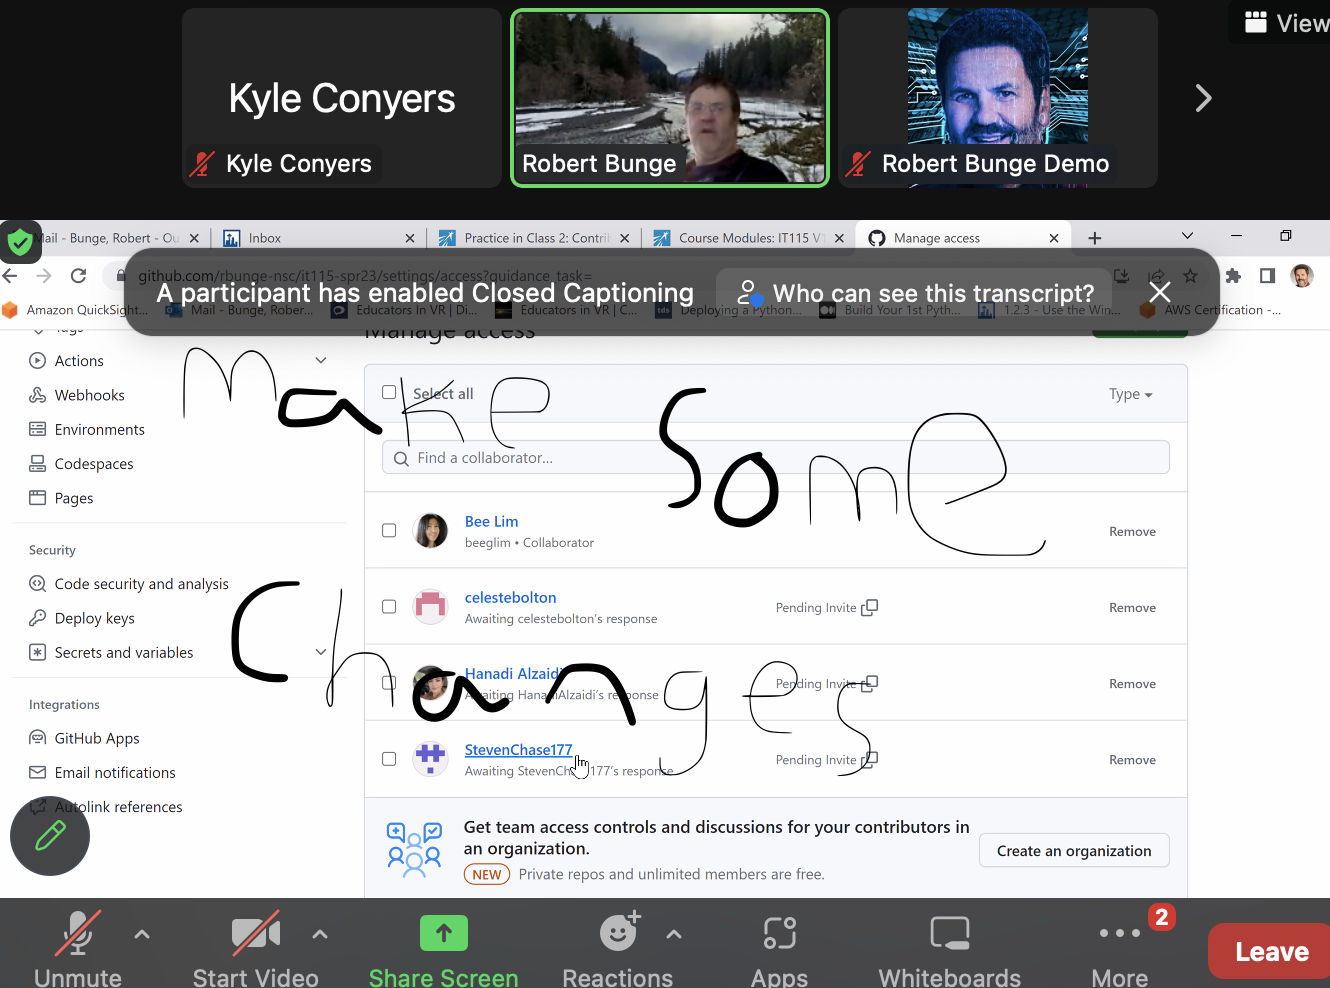 View
Kyle Conyers
Kyle Conyers
Robert Bunge
Robert Bunge Demo
Mail - Bunge, Robert - Ou
Inbox
Practice in Class 2: Contri
Course Modules: IT115 V
Manage access
github.com/rbunge-nsc/it115-spr23/settings/access?guidance_task=
A participant has enabled Closed Captioning
Who can see this transcript?
Amazon QuickSight...
Mail - Bunge, Rober...
Educators In VR | Di...
Educators in VR | C...
Deploying a Python...
Build Your 1st Pyth...
1.2.3 - Use the Win...
AWS Certification -...
Tags
Manage access
Actions
Webhooks
Environments
Codespaces
Pages
Security
Code security and analysis
Deploy keys
Secrets and variables
Integrations
GitHub Apps
Email notifications
Autolink references
Make Some
Changes
Select all
Type
Find a collaborator...
Bee Lim
beeglim • Collaborator
Remove
celestebolton
Awaiting celestebolton's response
Pending Invite
Remove
Hanadi Alzaidi
Awaiting HanadiAlzaidi's response
Pending Invite
Remove
StevenChase177
Awaiting StevenChase177's response
Pending Invite
Remove
Get team access controls and discussions for your contributors in
an organization.
NEW Private repos and unlimited members are free.
Create an organization
Unmute
Start Video
Share Screen
Reactions
Apps
Whiteboards
More
2
Leave